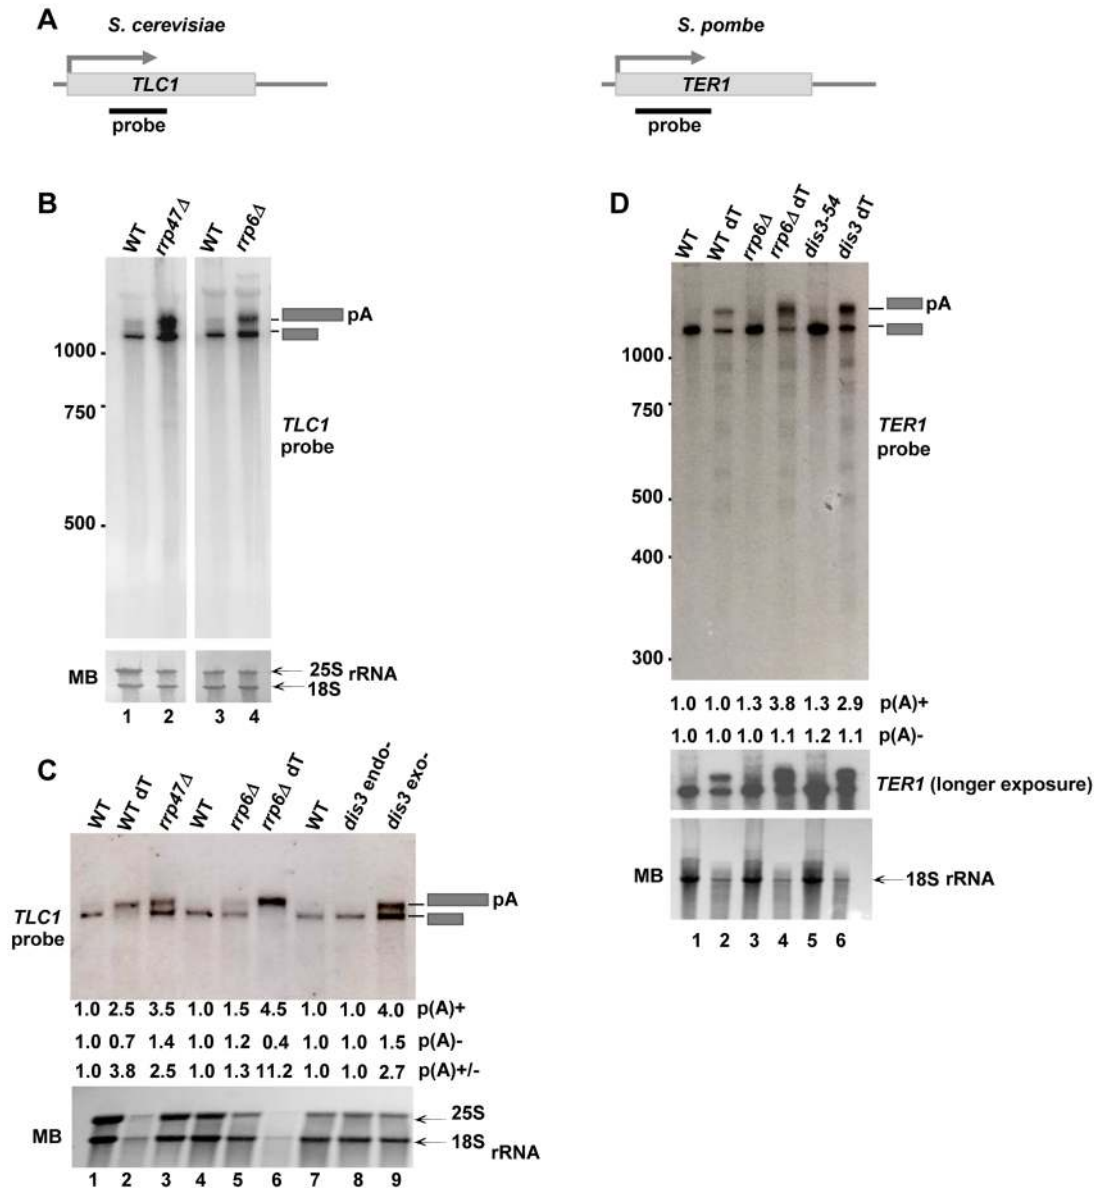 A
S. cerevisiae
TLC1
probe
S. pombe
TER1
probe
B
WT rrp47Δ WT rrp6Δ
pA
1000
750
TLC1
probe
500
MB
25S
rRNA
18S
1 2 3 4
C
WT WT dT rrp47Δ WT rrp6Δ rrp6Δ dT WT dis3 endo- dis3 exo-
pA
TLC1
probe
1.0 2.5 3.5 1.0 1.5 4.5 1.0 1.0 4.0 p(A)+
1.0 0.7 1.4 1.0 1.2 0.4 1.0 1.0 1.5 p(A)-
1.0 3.8 2.5 1.0 1.3 11.2 1.0 1.0 2.7 p(A)+/-
MB
25S
18S
rRNA
1 2 3 4 5 6 7 8 9
D
WT WT dT rrp6Δ rrp6Δ dT dis3-54 dis3 dT
pA
1000
750
TER1
probe
500
400
300
1.0 1.0 1.3 3.8 1.3 2.9 p(A)+
1.0 1.0 1.0 1.1 1.2 1.1 p(A)-
TER1 (longer exposure)
MB
18S rRNA
1 2 3 4 5 6